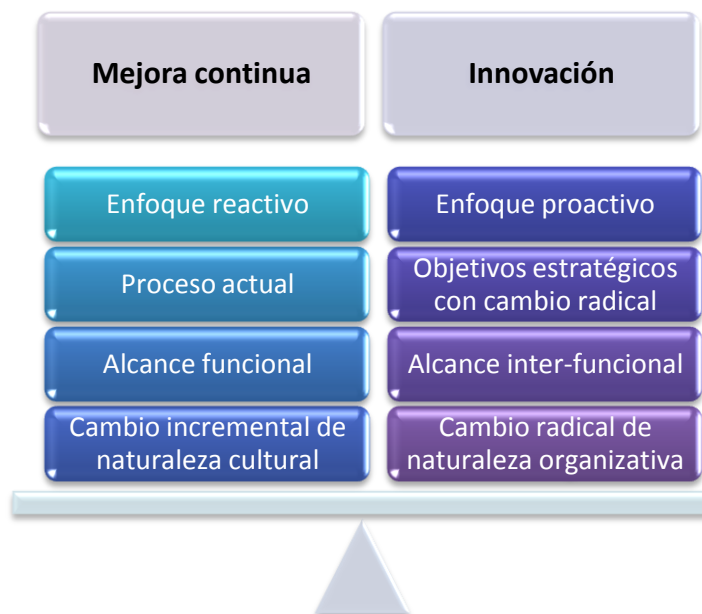 Mejora continua
Innovación
Enfoque reactivo
Enfoque proactivo
Proceso actual
Objetivos estratégicos
con cambio radical
Alcance funcional
Alcance inter-funcional
Cambio incremental de
naturaleza cultural
Cambio radical de
naturaleza organizativa